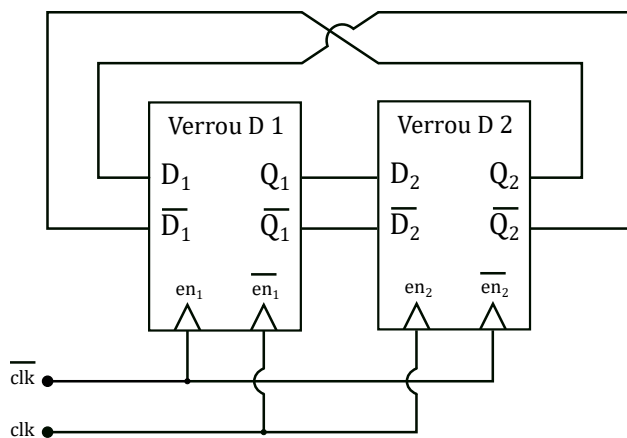 Verrou D 1
Verrou D 2
D₁
Q₁
D₂
Q₂
D̅₁
Q̅₁
D̅₂
Q̅₂
en₁
e̅n̅₁
en₂
e̅n̅₂
c̅l̅k̅
clk